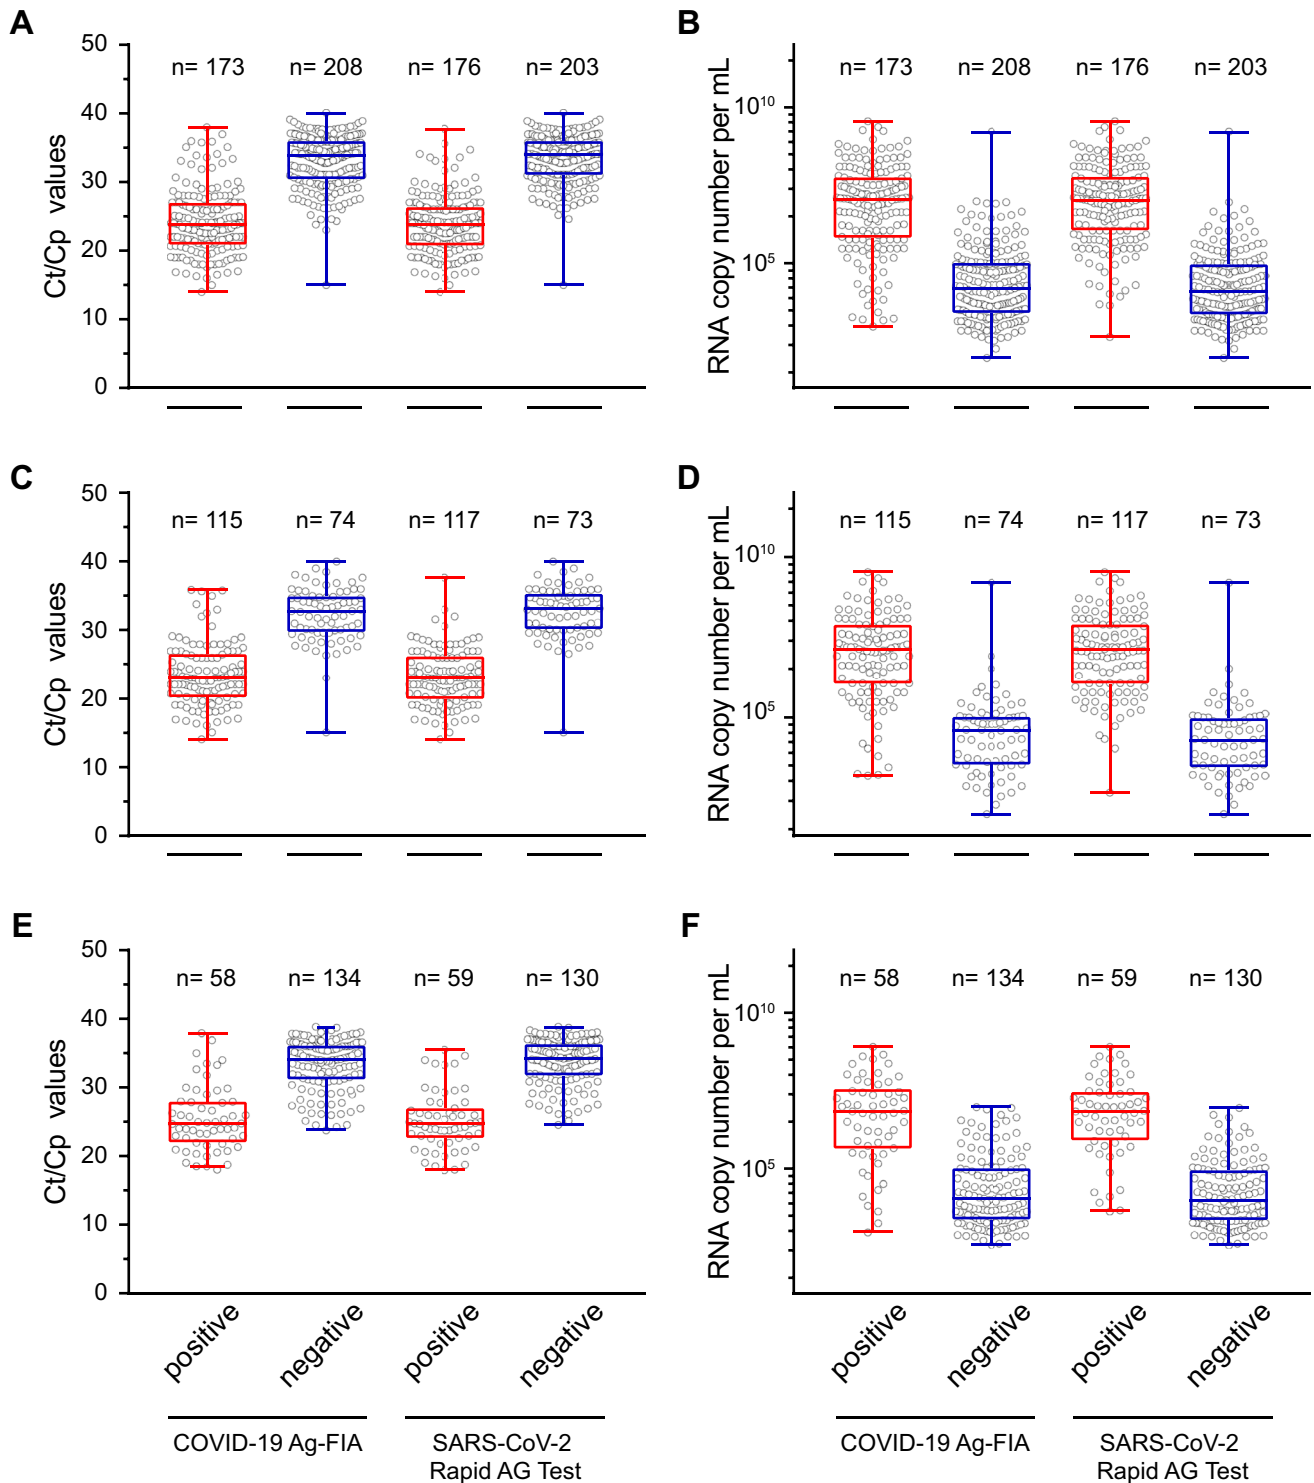 A
B
50
40
30
20
10
0
Ct/Cp values
n= 173
n= 208
n= 176
n= 203
RNA copy number per mL
10¹⁰
10⁵
n= 173
n= 208
n= 176
n= 203
C
D
50
40
30
20
10
0
Ct/Cp values
n= 115
n= 74
n= 117
n= 73
RNA copy number per mL
10¹⁰
10⁵
n= 115
n= 74
n= 117
n= 73
E
F
50
40
30
20
10
0
Ct/Cp values
n= 58
n= 134
n= 59
n= 130
RNA copy number per mL
10¹⁰
10⁵
n= 58
n= 134
n= 59
n= 130
positive
negative
positive
negative
COVID-19 Ag-FIA
SARS-CoV-2
Rapid AG Test
positive
negative
positive
negative
COVID-19 Ag-FIA
SARS-CoV-2
Rapid AG Test